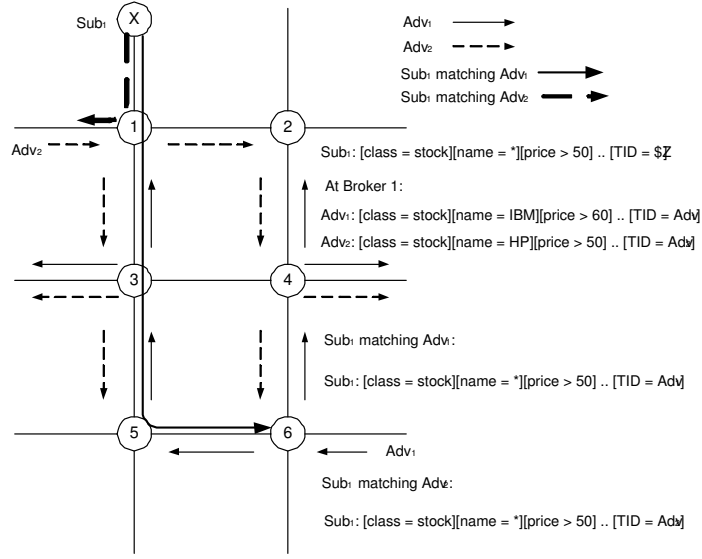 Sub₁
X
Adv₁
Adv₂
Sub₁ matching Adv₁
Sub₁ matching Adv₂
1
2
Adv₂
Sub₁: [class = stock][name = *][price > 50] .. [TID = $Z]
At Broker 1:
Adv₁: [class = stock][name = IBM][price > 60] .. [TID = Adv₁]
Adv₂: [class = stock][name = HP][price > 50] .. [TID = Adv₂]
3
4
Sub₁ matching Adv₁:
Sub₁: [class = stock][name = *][price > 50] .. [TID = Adv₁]
5
6
Adv₁
Sub₁ matching Adv₂:
Sub₁: [class = stock][name = *][price > 50] .. [TID = Adv₂]